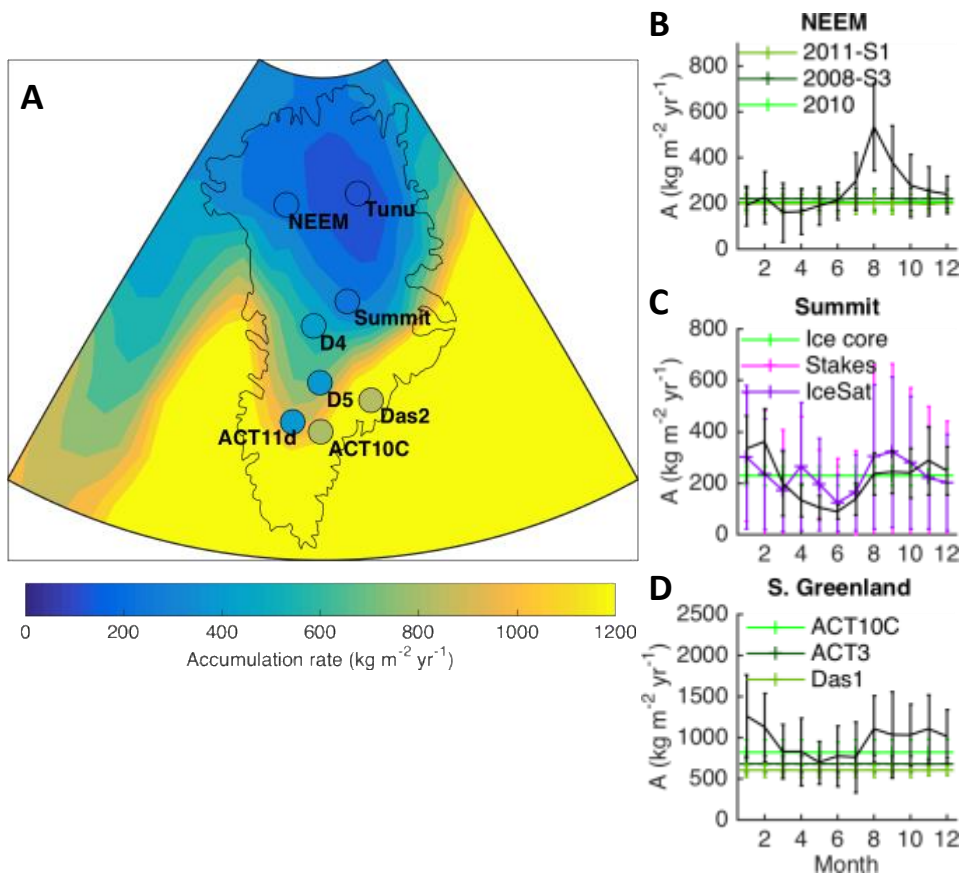 A
NEEM
Tunu
Summit
D4
D5
Das2
ACT11d
ACT10C
0 200 400 600 800 1000 1200
Accumulation rate (kg m⁻² yr⁻¹)
B
NEEM
2011-S1
2008-S3
2010
A (kg m⁻² yr⁻¹)
800
600
400
200
0
2 4 6 8 10 12
C
Summit
Ice core
Stakes
IceSat
A (kg m⁻² yr⁻¹)
800
600
400
200
0
2 4 6 8 10 12
D
S. Greenland
ACT10C
ACT3
Das1
A (kg m⁻² yr⁻¹)
2500
2000
1500
1000
500
0
2 4 6 8 10 12
Month